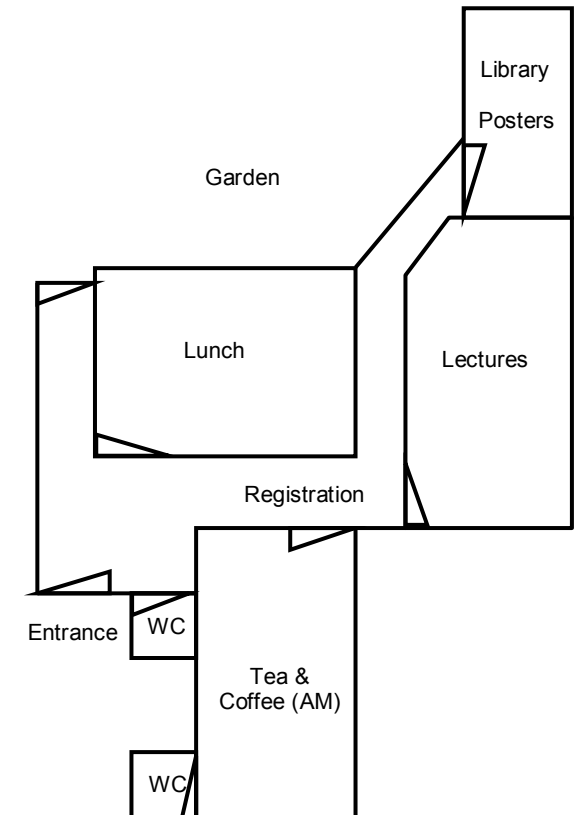 Library
Posters
Garden
Lunch
Lectures
Registration
Entrance
WC
Tea &
Coffee (AM)
WC